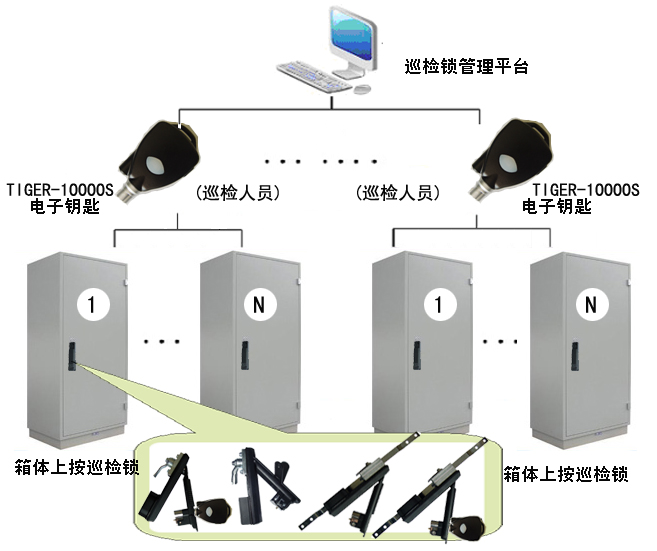 巡检锁管理平台
TIGER-10000S
电子钥匙
(巡检人员)
(巡检人员)
TIGER-10000S
电子钥匙
1
N
1
N
箱体上按巡检锁
箱体上按巡检锁